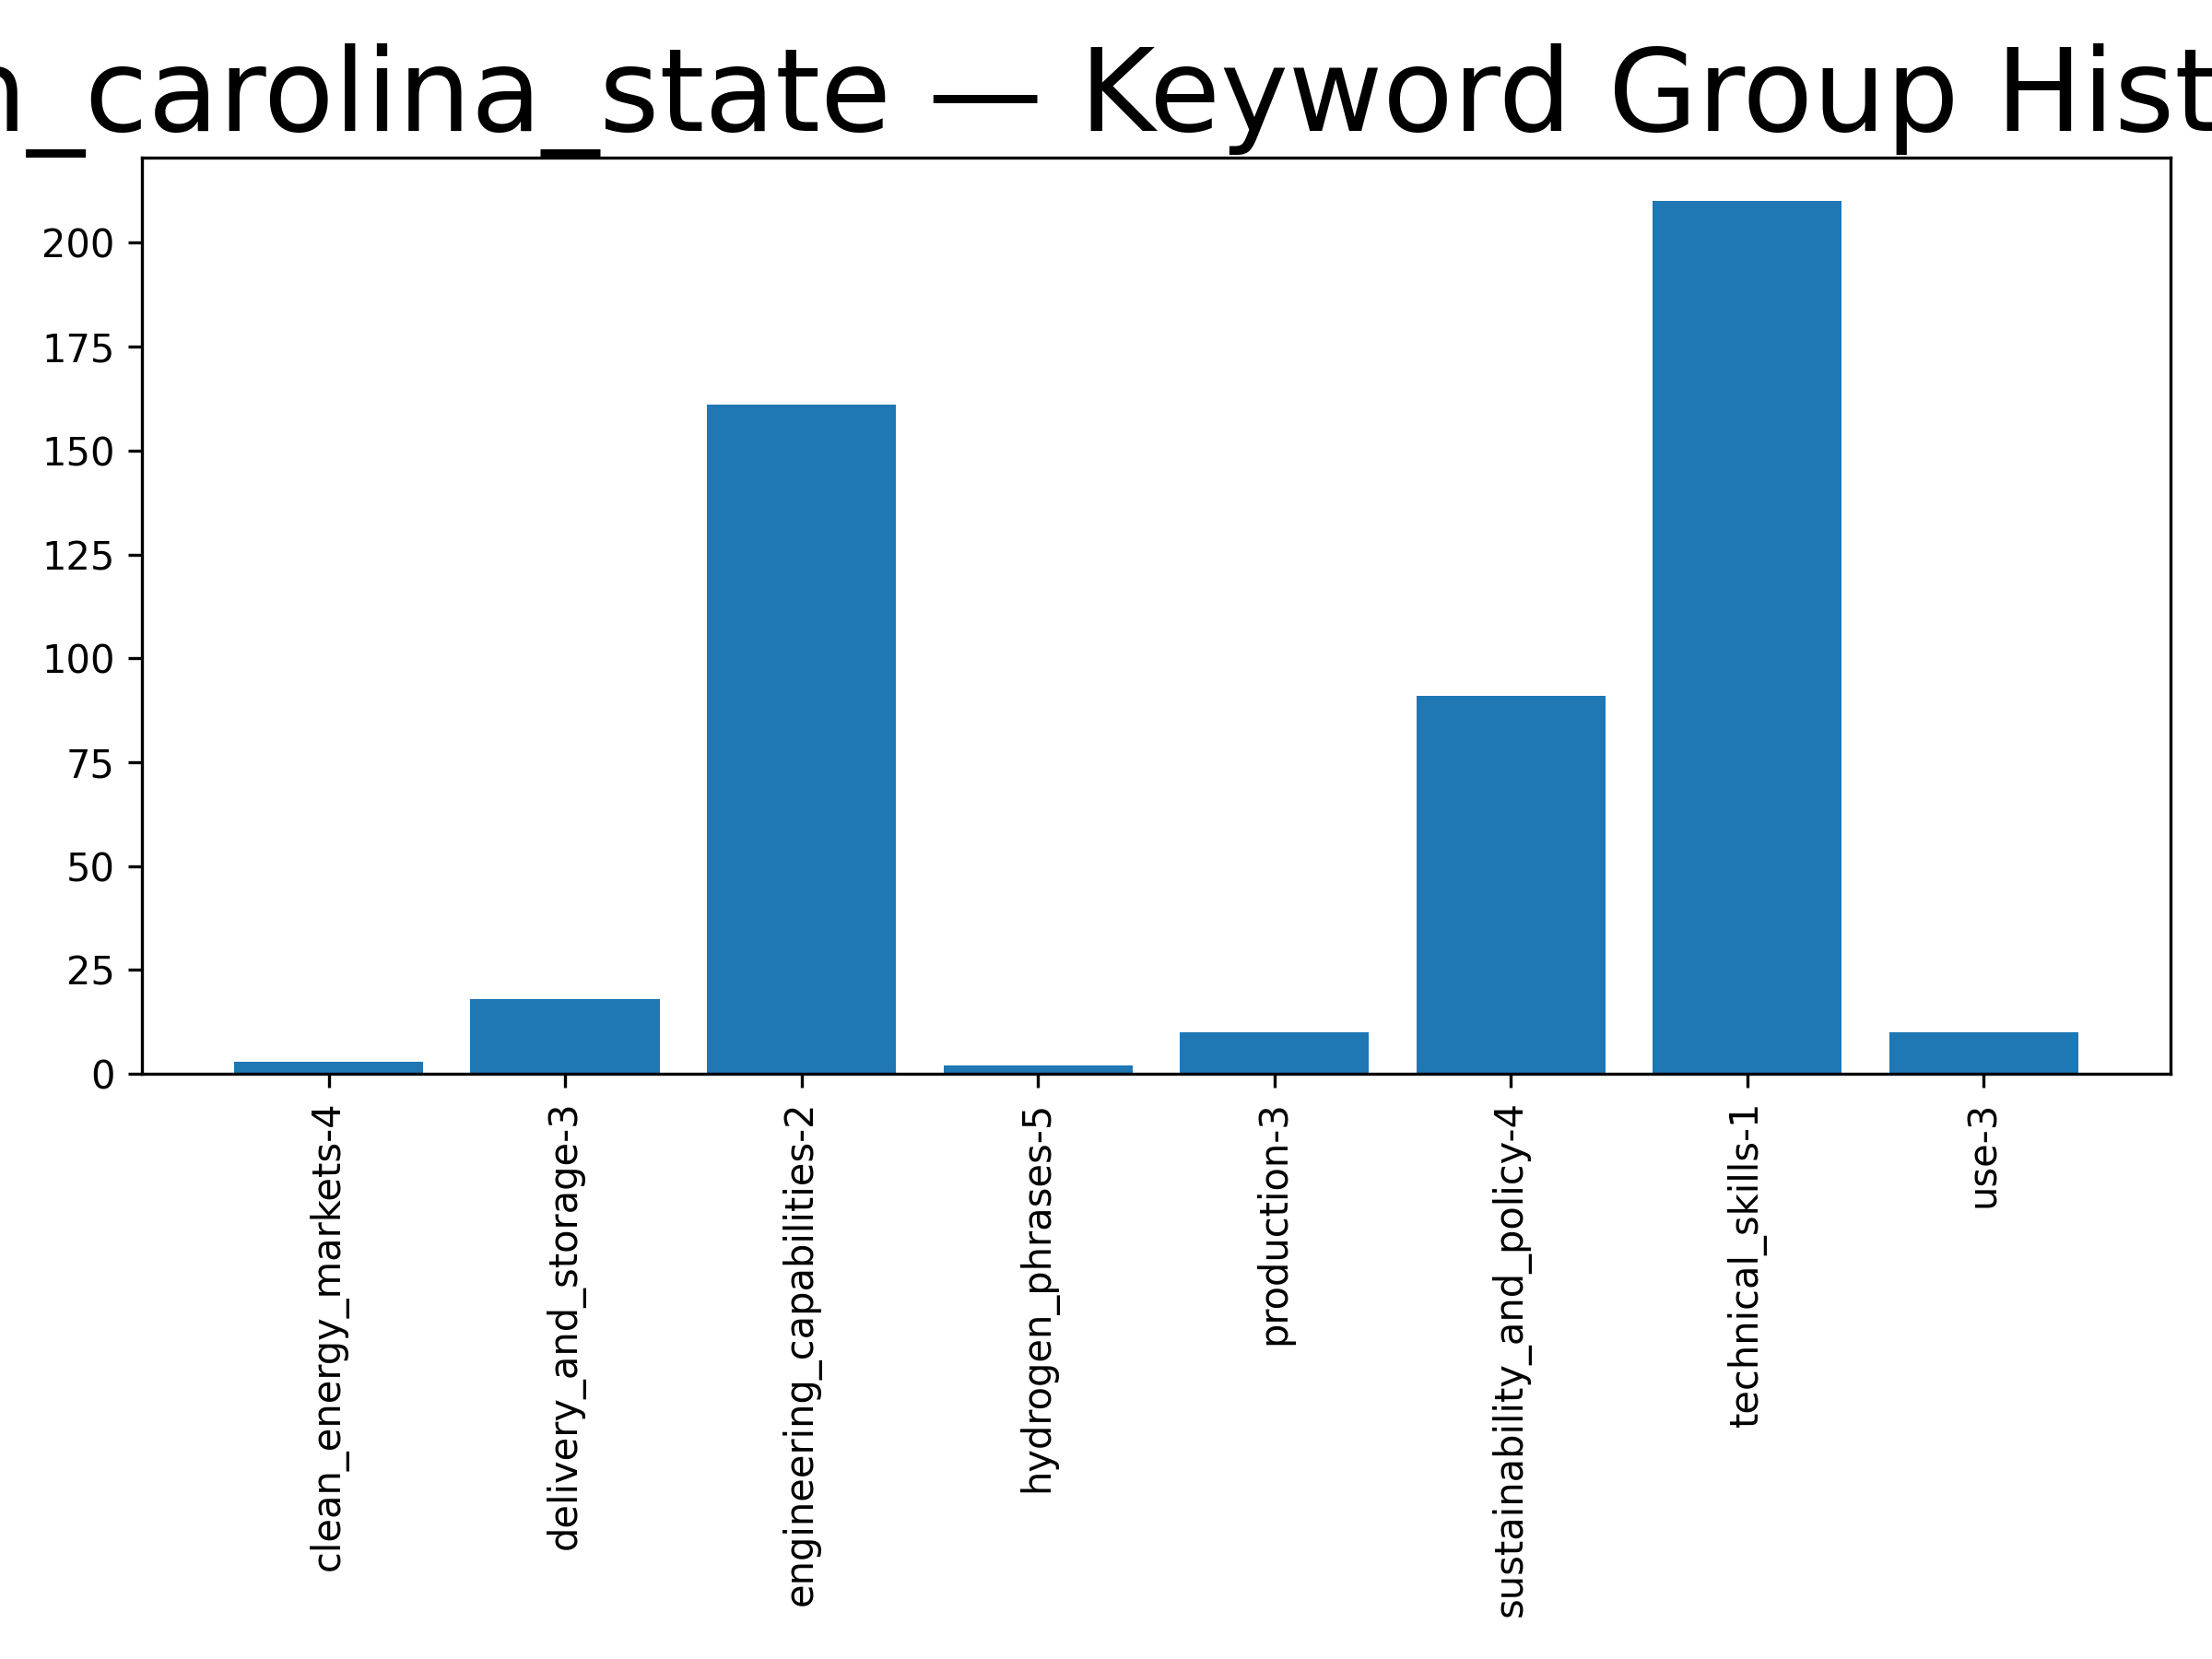 n_carolina_state — Keyword Group Hist
200
175
150
125
100
75
50
25
0
clean_energy_markets-4
delivery_and_storage-3
engineering_capabilities-2
hydrogen_phrases-5
production-3
sustainability_and_policy-4
technical_skills-1
use-3